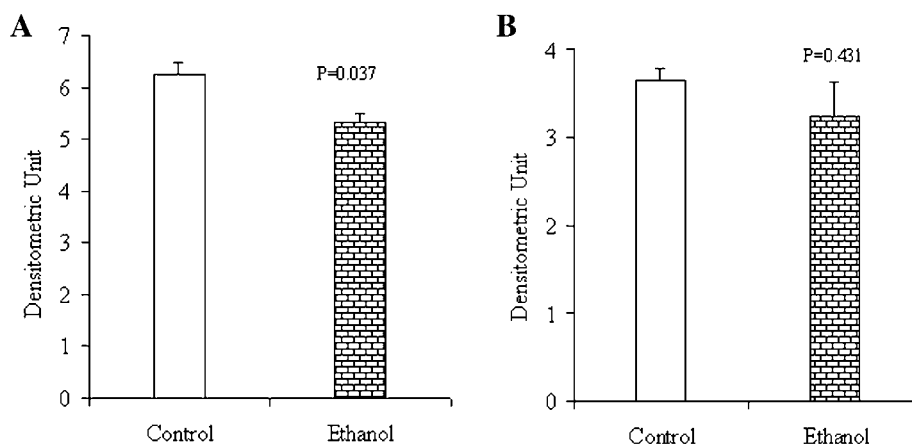 A
Densitometric Unit
7
6
5
4
3
2
1
0
P=0.037
Control Ethanol
B
Densitometric Unit
4
3
2
1
0
P=0.431
Control Ethanol